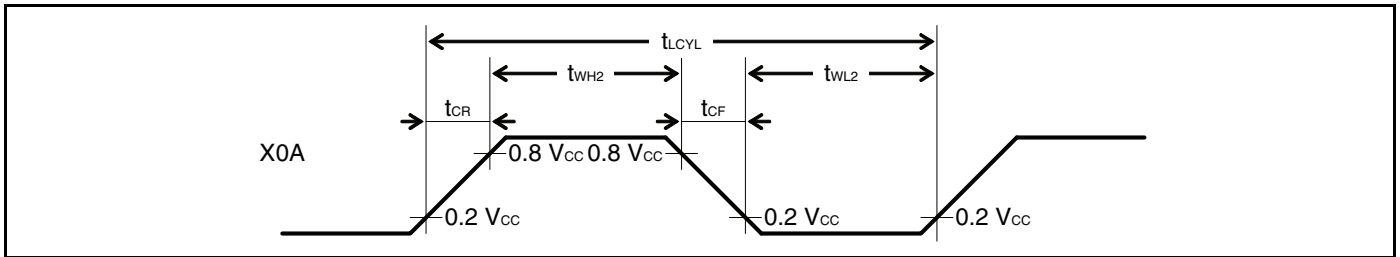 tLCYL
tWH2 tWL2
tCR tCF
X0A 0.8 VCC 0.8 VCC
0.2 VCC 0.2 VCC 0.2 VCC